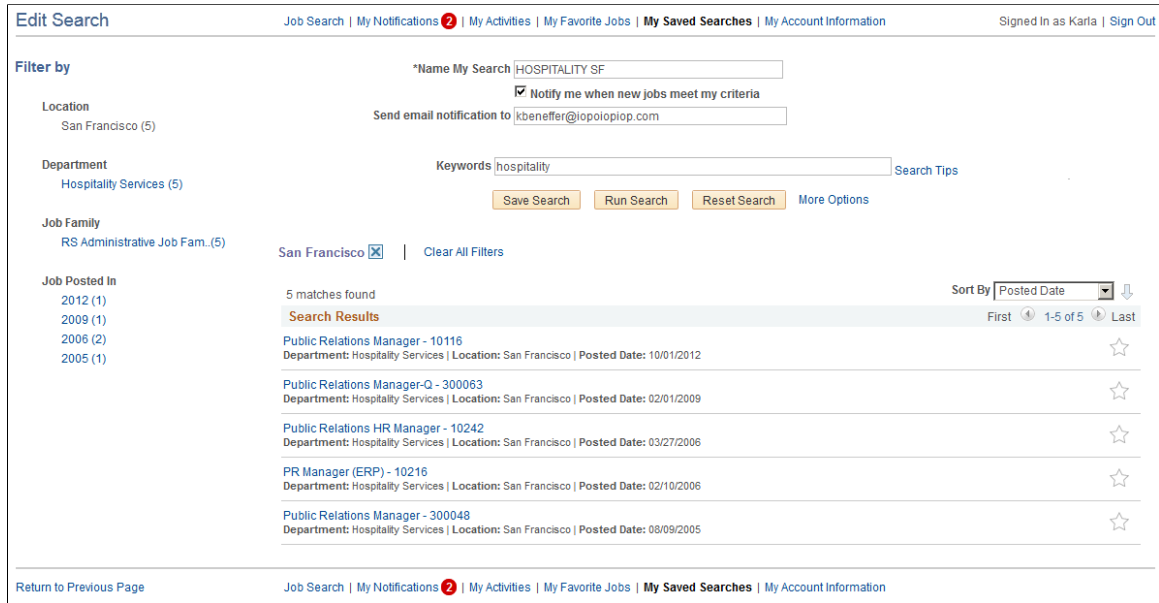 Edit Search
Job Search | My Notifications 2 | My Activities | My Favorite Jobs | My Saved Searches | My Account Information
Signed In as Karla | Sign Out
Filter by
Location
San Francisco (5)
Department
Hospitality Services (5)
Job Family
RS Administrative Job Fam..(5)
Job Posted In
2012 (1)
2009 (1)
2006 (2)
2005 (1)
*Name My Search HOSPITALITY SF
Notify me when new jobs meet my criteria
Send email notification to kbeneffer@iopoiopiop.com
Keywords hospitality Search Tips
Save Search Run Search Reset Search More Options
San Francisco | Clear All Filters
5 matches found
Sort By Posted Date
Search Results
First 1-5 of 5 Last
Public Relations Manager - 10116
Department: Hospitality Services | Location: San Francisco | Posted Date: 10/01/2012
Public Relations Manager-Q - 300063
Department: Hospitality Services | Location: San Francisco | Posted Date: 02/01/2009
Public Relations HR Manager - 10242
Department: Hospitality Services | Location: San Francisco | Posted Date: 03/27/2006
PR Manager (ERP) - 10216
Department: Hospitality Services | Location: San Francisco | Posted Date: 02/10/2006
Public Relations Manager - 300048
Department: Hospitality Services | Location: San Francisco | Posted Date: 08/09/2005
Return to Previous Page
Job Search | My Notifications 2 | My Activities | My Favorite Jobs | My Saved Searches | My Account Information